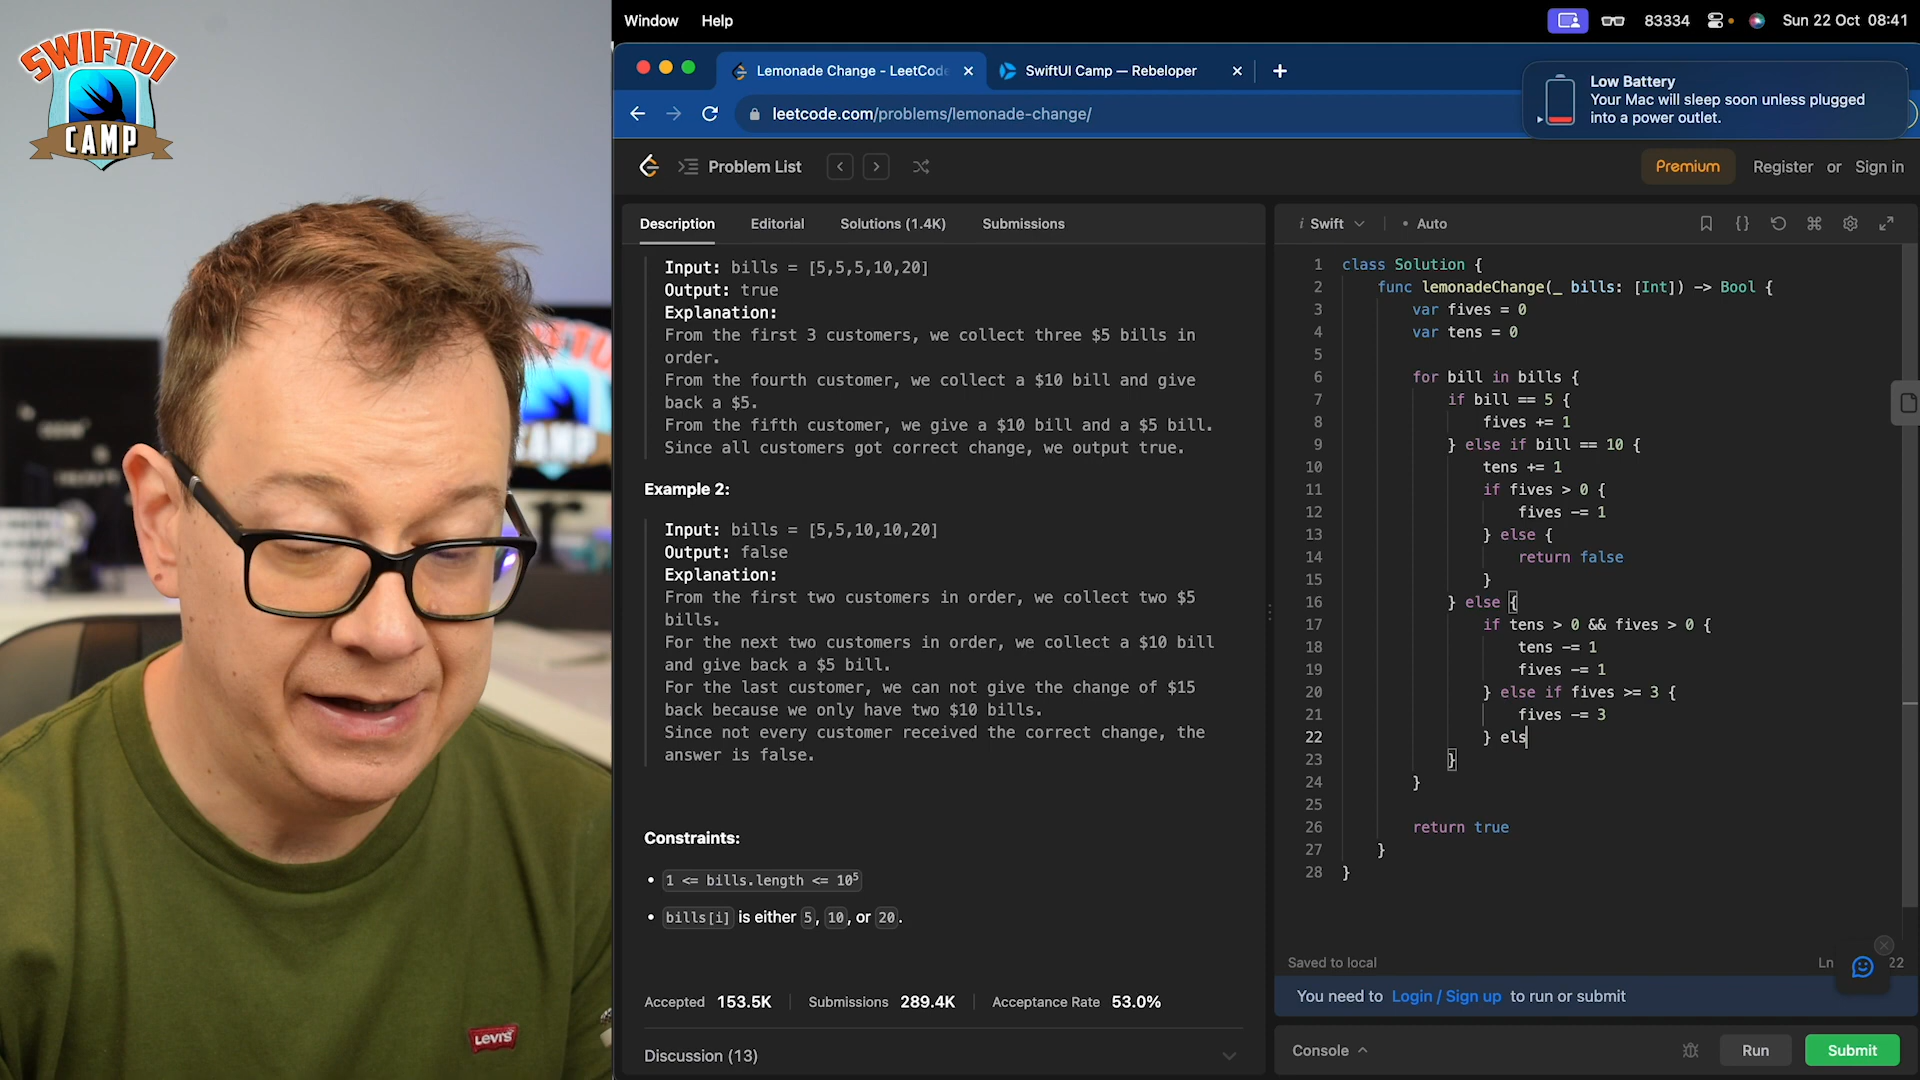 SWIFTUI
CAMP
Window Help
83334
Sun 22 Oct 08:41
Lemonade Change - LeetCode
SwiftUI Camp — Rebeloper
leetcode.com/problems/lemonade-change/
Low Battery
Your Mac will sleep soon unless plugged
into a power outlet.
Problem List
Premium
Register or Sign in
Description
Editorial
Solutions (1.4K)
Submissions
Input: bills = [5,5,5,10,20]
Output: true
Explanation:
From the first 3 customers, we collect three $5 bills in
order.
From the fourth customer, we collect a $10 bill and give
back a $5.
From the fifth customer, we give a $10 bill and a $5 bill.
Since all customers got correct change, we output true.
Example 2:
Input: bills = [5,5,10,10,20]
Output: false
Explanation:
From the first two customers in order, we collect two $5
bills.
For the next two customers in order, we collect a $10 bill
and give back a $5 bill.
For the last customer, we can not give the change of $15
back because we only have two $10 bills.
Since not every customer received the correct change, the
answer is false.
Constraints:
• 1 <= bills.length <= 10⁵
• bills[i] is either 5, 10, or 20.
Accepted 153.5K
Submissions 289.4K
Acceptance Rate 53.0%
Discussion (13)
i Swift
• Auto
1 class Solution {
2 func lemonadeChange(_ bills: [Int]) -> Bool {
3 var fives = 0
4 var tens = 0
5
6 for bill in bills {
7 if bill == 5 {
8 fives += 1
9 } else if bill == 10 {
10 tens += 1
11 if fives > 0 {
12 fives -= 1
13 } else {
14 return false
15 }
16 } else {
17 if tens > 0 && fives > 0 {
18 tens -= 1
19 fives -= 1
20 } else if fives >= 3 {
21 fives -= 3
22 } els
23 }
24 }
25
26 return true
27 }
28 }
Saved to local
Ln
22
You need to Login / Sign up to run or submit
Console
Run
Submit
Levi's
CAMP